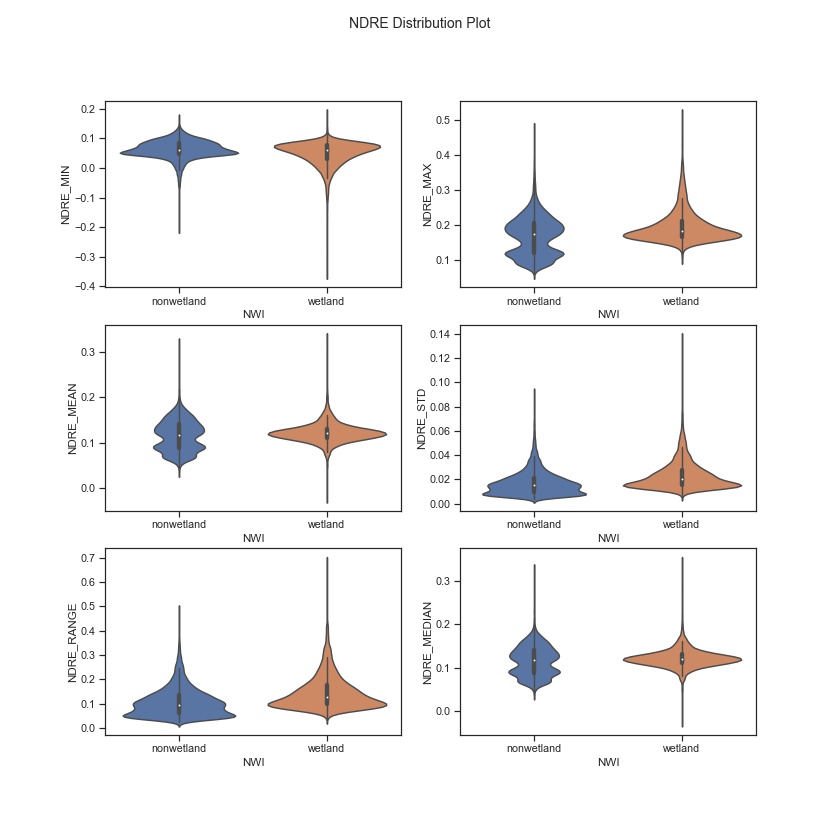 NDRE Distribution Plot
NDRE_MIN
0.2
0.1
0.0
−0.1
−0.2
−0.3
−0.4
nonwetland wetland
NWI
NDRE_MAX
0.5
0.4
0.3
0.2
0.1
nonwetland wetland
NWI
NDRE_MEAN
0.3
0.2
0.1
0.0
nonwetland wetland
NWI
NDRE_STD
0.14
0.12
0.10
0.08
0.06
0.04
0.02
0.00
nonwetland wetland
NWI
NDRE_RANGE
0.7
0.6
0.5
0.4
0.3
0.2
0.1
0.0
nonwetland wetland
NWI
NDRE_MEDIAN
0.3
0.2
0.1
0.0
nonwetland wetland
NWI